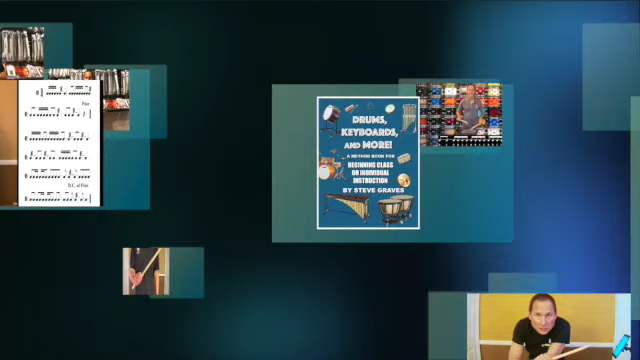 Fine
D.C. al Fine
DRUMS,
KEYBOARDS,
AND MORE!
A METHOD BOOK FOR
BEGINNING CLASS
OR INDIVIDUAL
INSTRUCTION
BY STEVE GRAVES